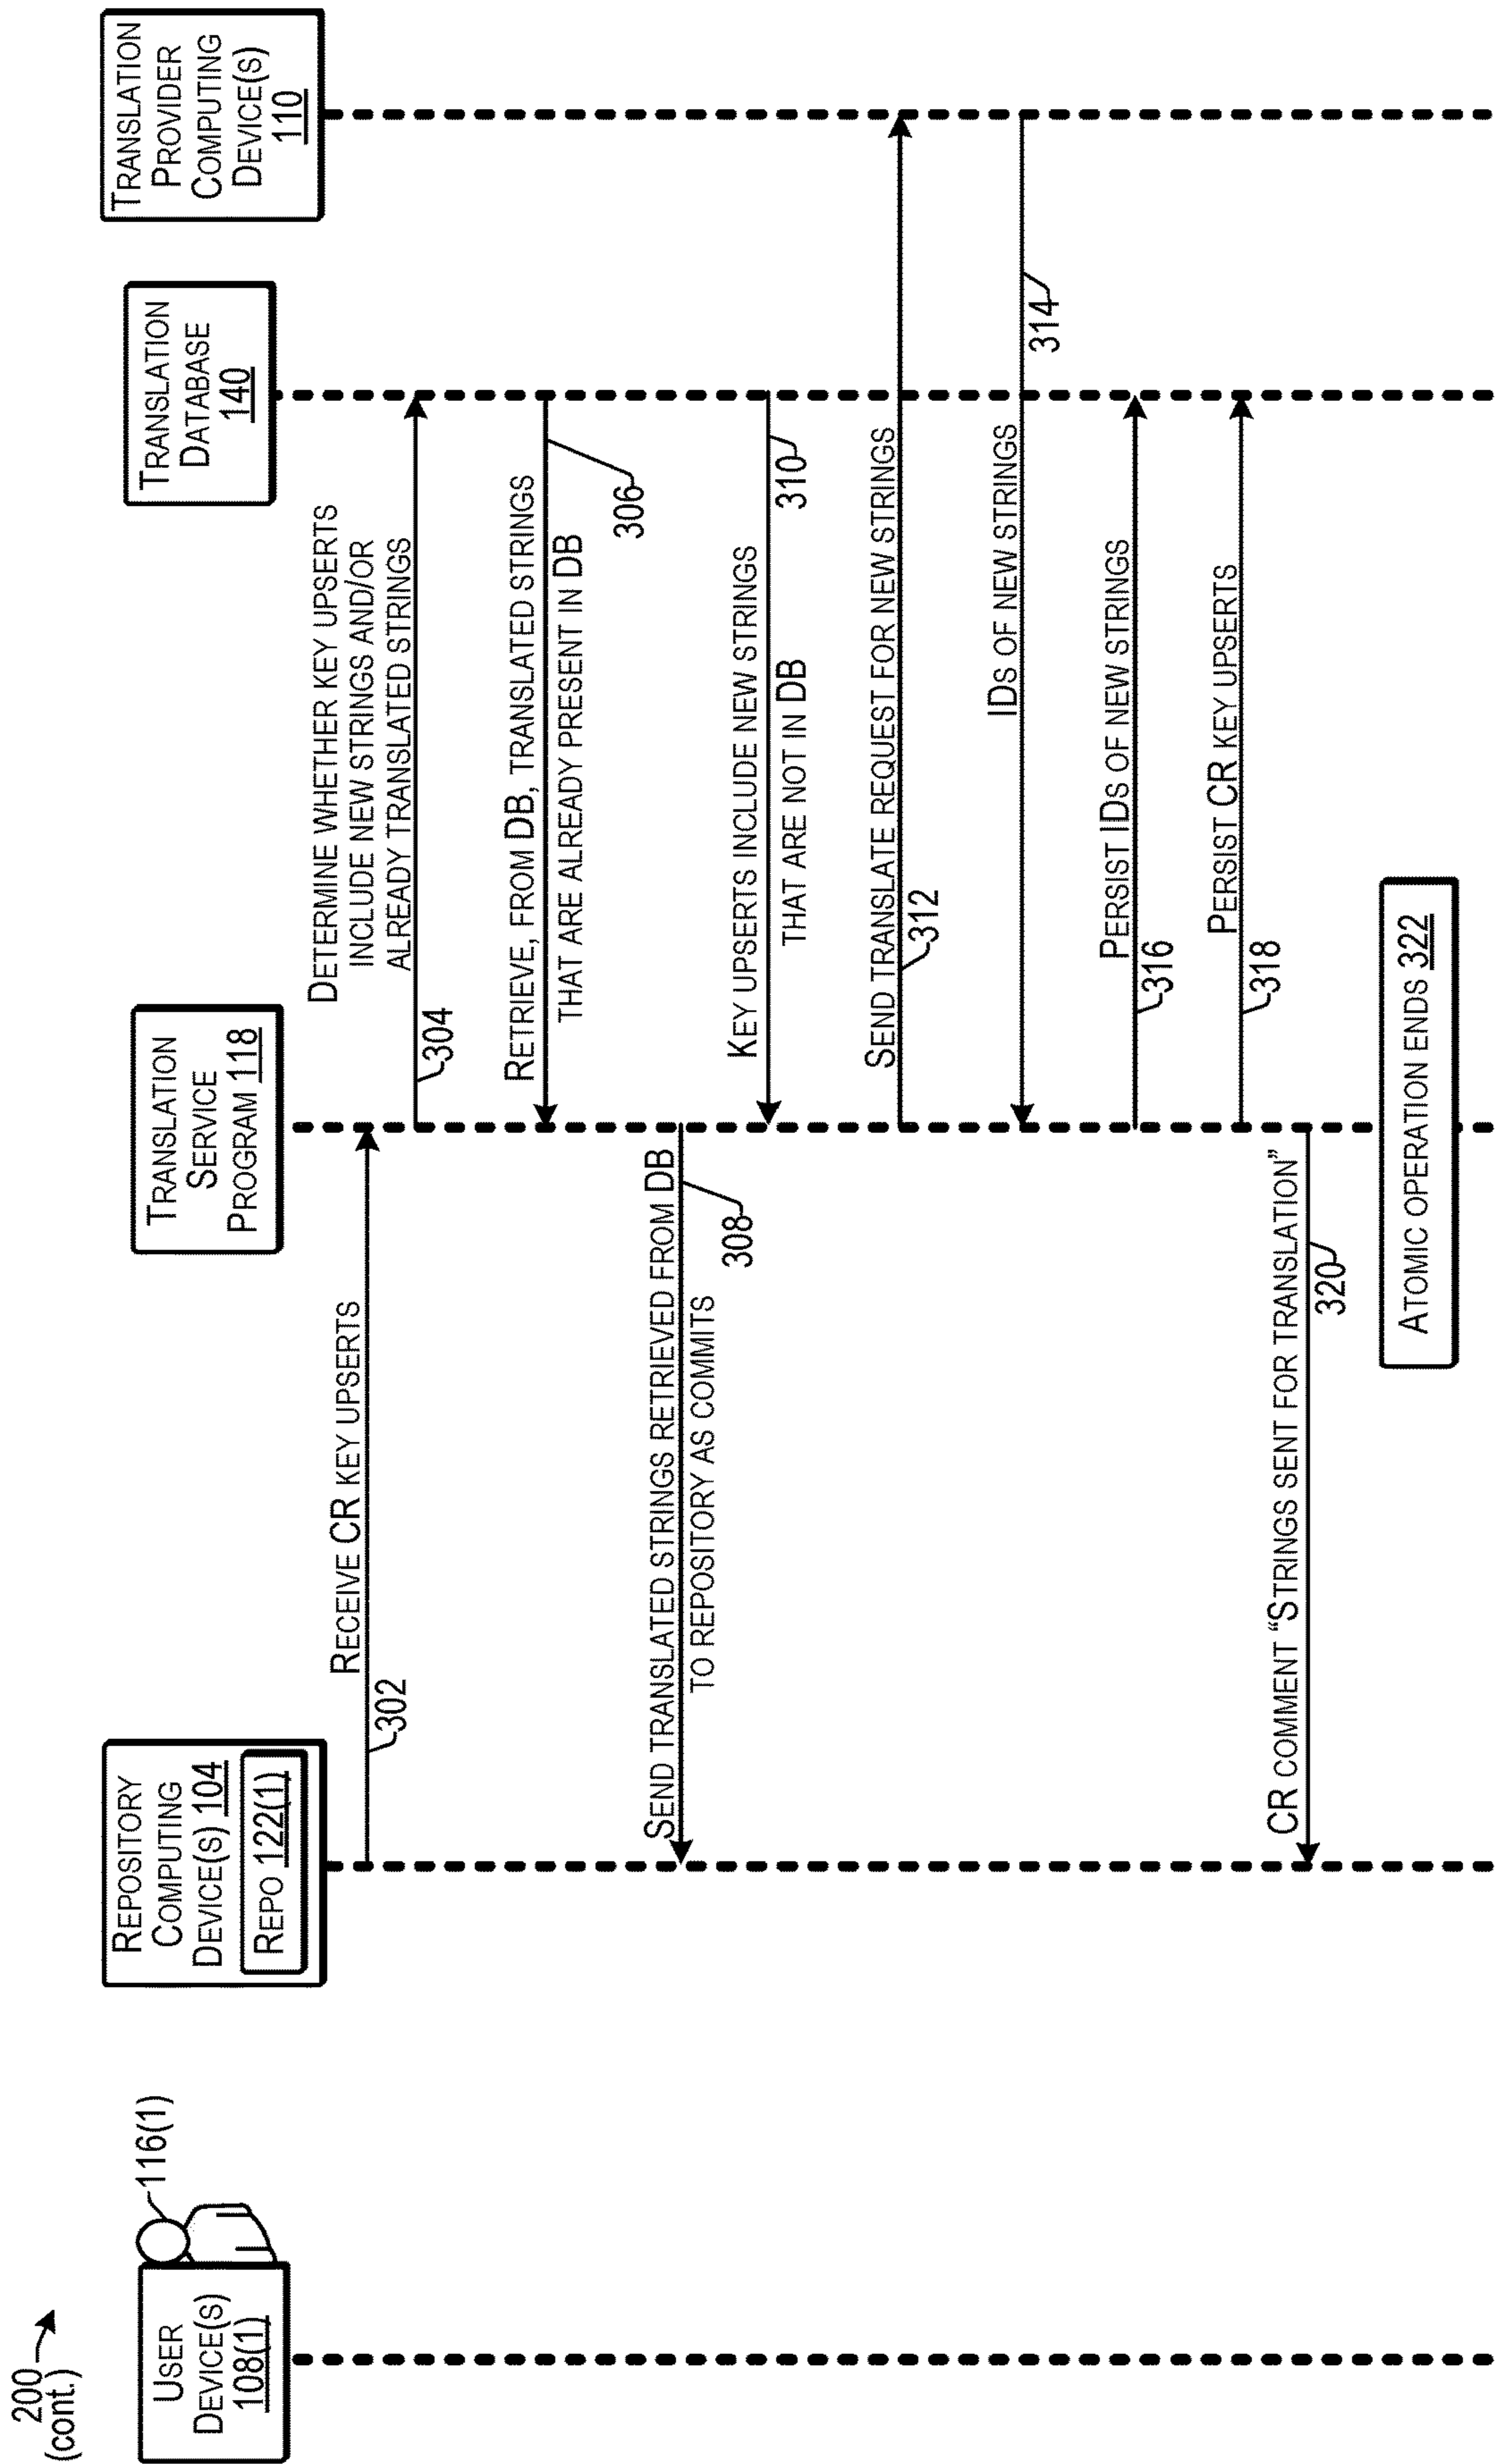 200
(cont.)
USER
DEVICE(S)
108(1)
116(1)
REPOSITORY
COMPUTING
DEVICE(S) 104
REPO 122(1)
TRANSLATION
SERVICE
PROGRAM 118
TRANSLATION
DATABASE
140
TRANSLATION
PROVIDER
COMPUTING
DEVICE(S)
110
RECEIVE CR KEY UPSERTS
302
DETERMINE WHETHER KEY UPSERTS
INCLUDE NEW STRINGS AND/OR
ALREADY TRANSLATED STRINGS
304
RETRIEVE, FROM DB, TRANSLATED STRINGS
THAT ARE ALREADY PRESENT IN DB
306
SEND TRANSLATED STRINGS RETRIEVED FROM DB
TO REPOSITORY AS COMMITS
308
KEY UPSERTS INCLUDE NEW STRINGS
THAT ARE NOT IN DB
310
SEND TRANSLATE REQUEST FOR NEW STRINGS
312
IDS OF NEW STRINGS
314
PERSIST IDS OF NEW STRINGS
316
PERSIST CR KEY UPSERTS
318
CR COMMENT “STRINGS SENT FOR TRANSLATION”
320
ATOMIC OPERATION ENDS 322